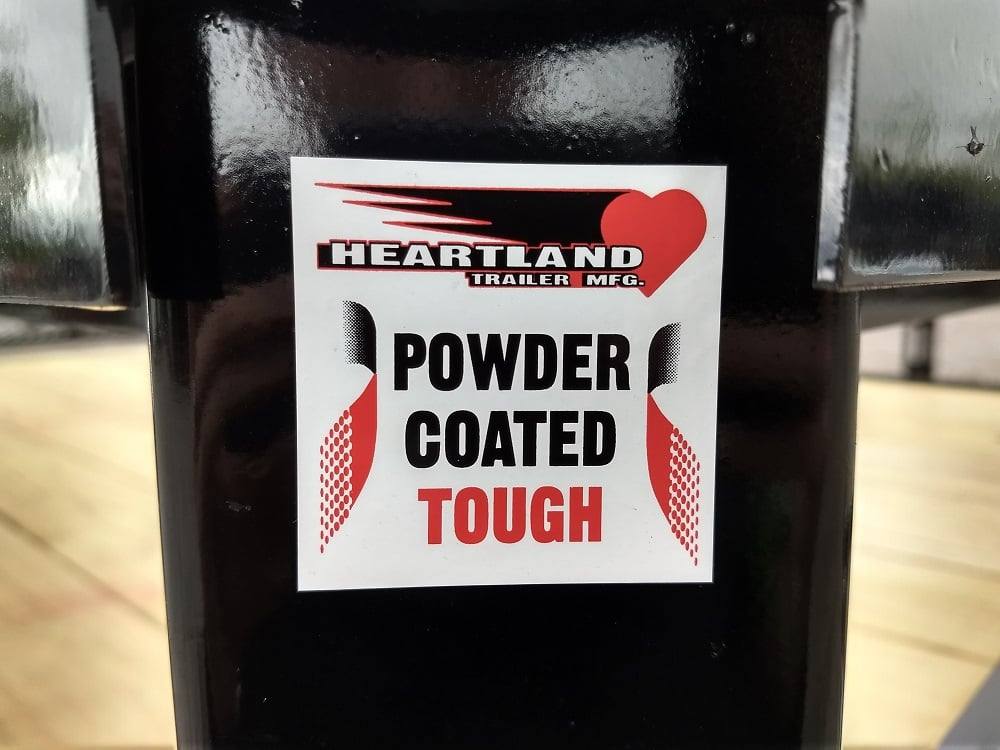 HEARTLAND
TRAILER MFG.
POWDER
COATED
TOUGH